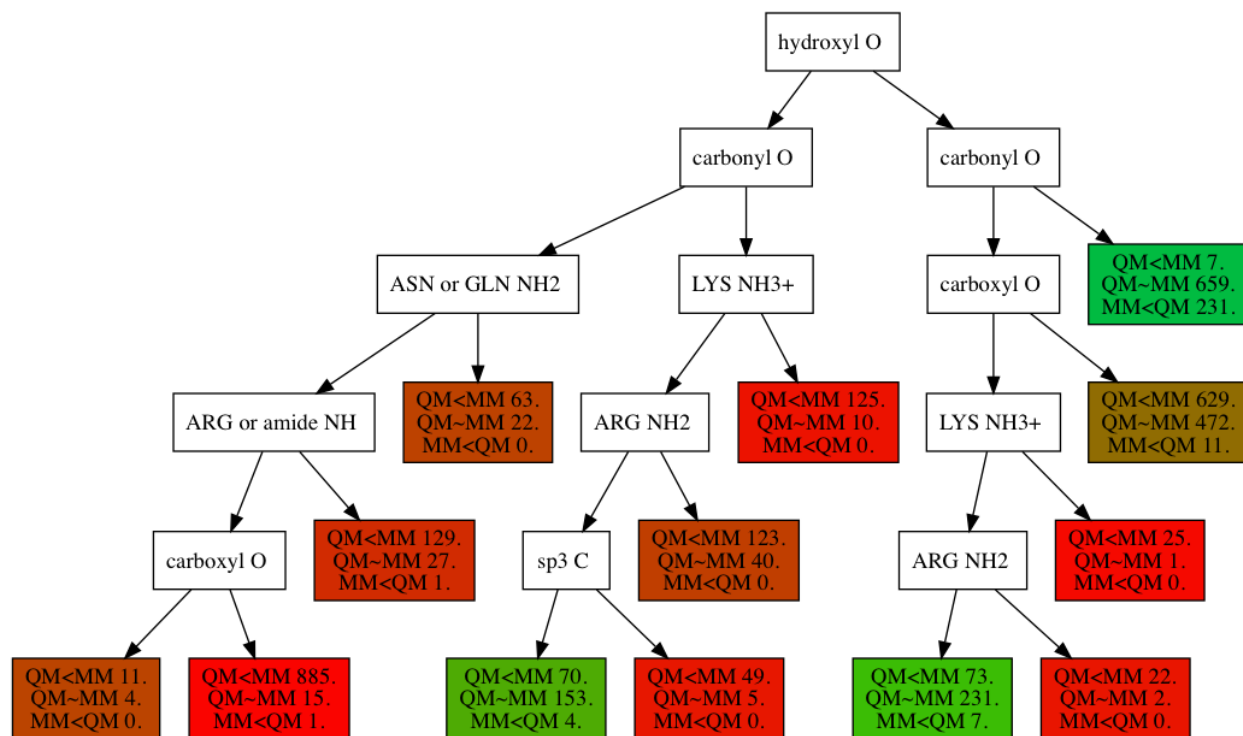 hydroxyl O
carbonyl O
carbonyl O
ASN or GLN NH2
LYS NH3+
carboxyl O
QM<MM 7.
QM~MM 659.
MM<QM 231.
ARG or amide NH
QM<MM 63.
QM~MM 22.
MM<QM 0.
ARG NH2
QM<MM 125.
QM~MM 10.
MM<QM 0.
LYS NH3+
QM<MM 629.
QM~MM 472.
MM<QM 11.
carboxyl O
QM<MM 129.
QM~MM 27.
MM<QM 1.
sp3 C
QM<MM 123.
QM~MM 40.
MM<QM 0.
ARG NH2
QM<MM 25.
QM~MM 1.
MM<QM 0.
QM<MM 11.
QM~MM 4.
MM<QM 0.
QM<MM 885.
QM~MM 15.
MM<QM 1.
QM<MM 70.
QM~MM 153.
MM<QM 4.
QM<MM 49.
QM~MM 5.
MM<QM 0.
QM<MM 73.
QM~MM 231.
MM<QM 7.
QM<MM 22.
QM~MM 2.
MM<QM 0.